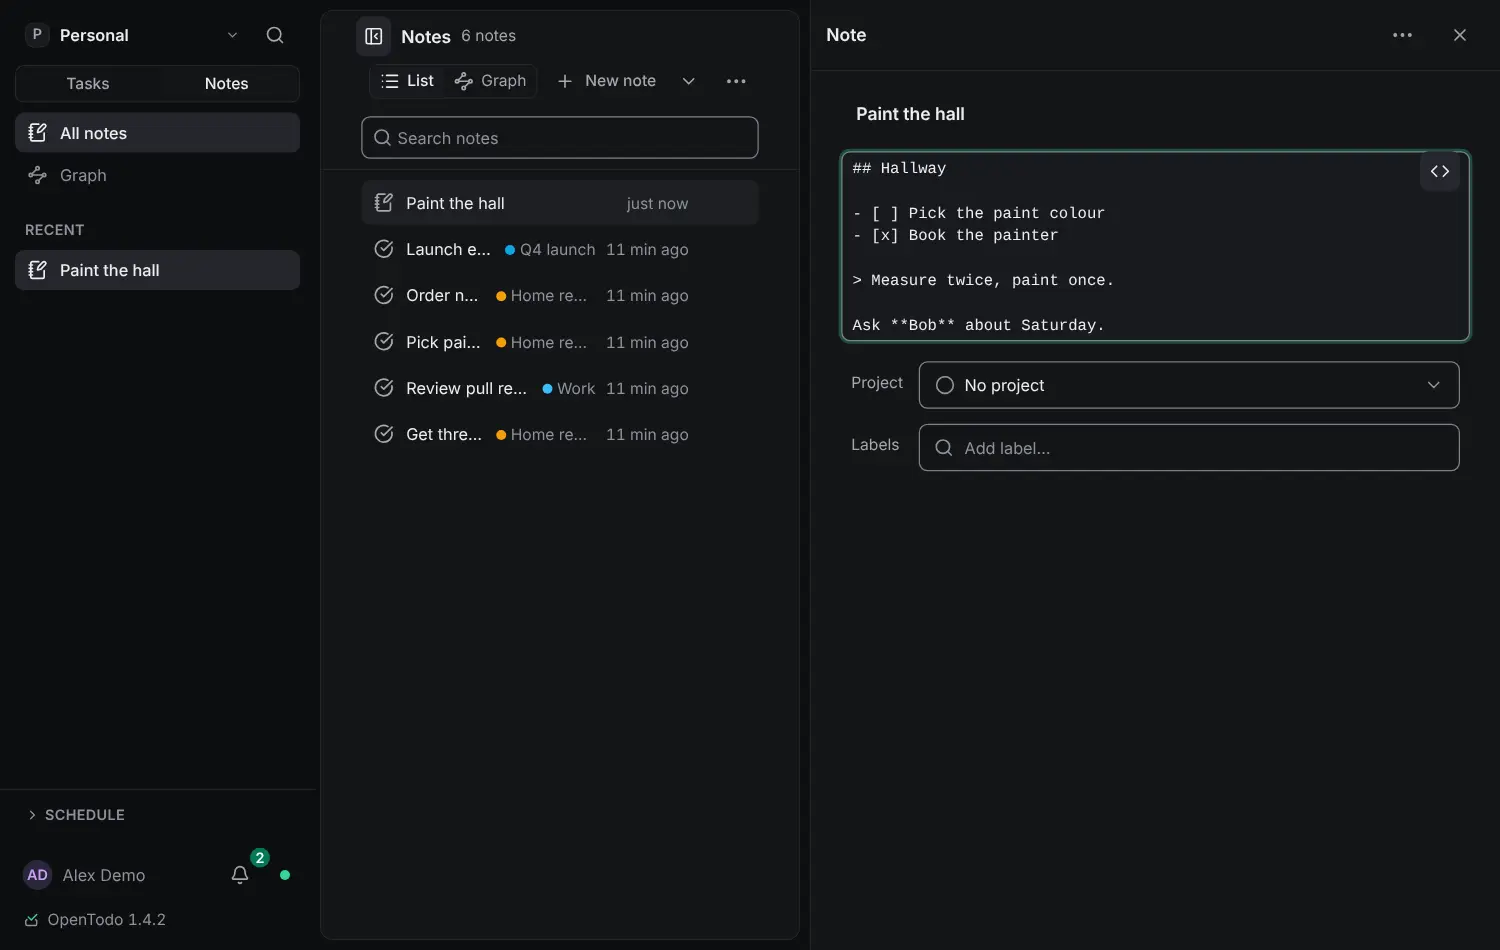 P Personal
Tasks Notes
All notes
Graph
RECENT
Paint the hall
SCHEDULE
AD Alex Demo 2
OpenTodo 1.4.2
Notes 6 notes
List Graph New note
Search notes
Paint the hall just now
Launch e... Q4 launch 11 min ago
Order n... Home re... 11 min ago
Pick pai... Home re... 11 min ago
Review pull re... Work 11 min ago
Get thre... Home re... 11 min ago
Note
Paint the hall
## Hallway
- [ ] Pick the paint colour
- [x] Book the painter
> Measure twice, paint once.
Ask **Bob** about Saturday.
Project No project
Labels Add label...